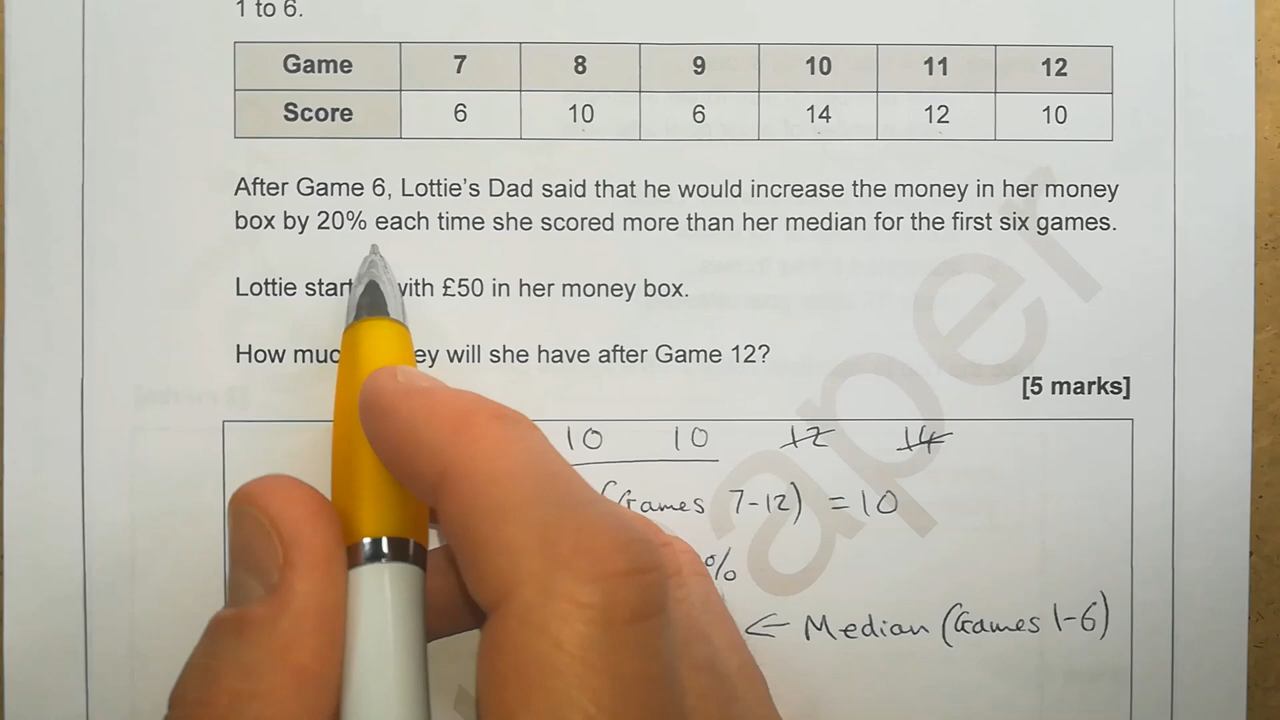 1 to 6.
Game 7 8 9 10 11 12
Score 6 10 6 14 12 10
After Game 6, Lottie's Dad said that he would increase the money in her money
box by 20% each time she scored more than her median for the first six games.
Lottie start with £50 in her money box.
How muc ey will she have after Game 12?
[5 marks]
10 10 12 14
(Games 7-12) = 10
%
← Median (Games 1-6)
aper